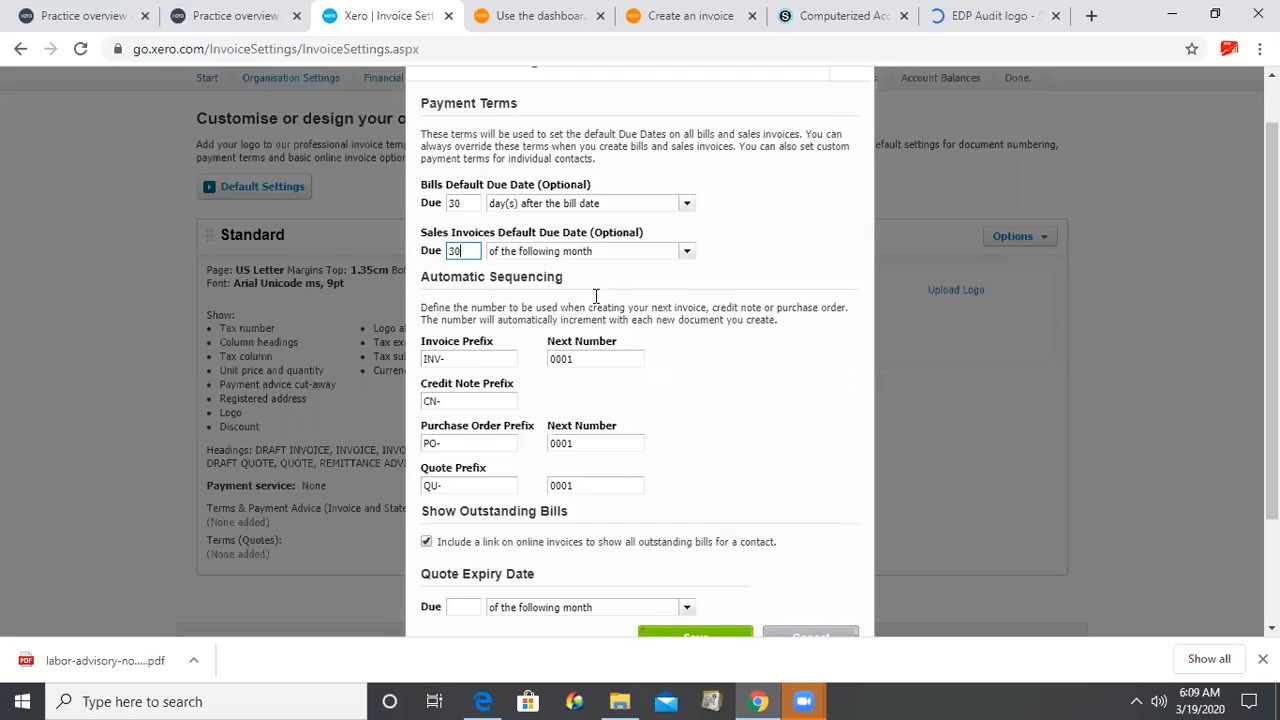 Practice overview -
Practice overview -
Xero | Invoice Sett
Use the dashboar
Create an invoice
Computerized Acc
EDP Audit logo -
go.xero.com/InvoiceSettings/InvoiceSettings.aspx
Start
Organisation Settings
Financial
Account Balances
Done.
Customise or design your o
Add your logo to your professional invoice temp
payment terms and basic online invoice option
default settings for document numbering,
Default Settings
Standard
Options
Page: US Letter Margins Top: 1.35cm Bot
Font: Arial Unicode ms, 9pt
Upload Logo
Show:
• Tax number
• Column headings
• Tax column
• Unit price and quantity
• Payment advice cut-away
• Registered address
• Logo
• Discount
• Logo al
• Tax ex
• Tax su
• Curren
Headings: DRAFT INVOICE, INVOICE, INVO
DRAFT QUOTE, QUOTE, REMITTANCE ADVI
Payment service: None
Terms & Payment Advice (Invoice and State
(None added)
Terms (Quotes):
(None added)
Payment Terms
These terms will be used to set the default Due Dates on all bills and sales invoices. You can
always override these terms when you create bills and sales invoices. You can also set custom
payment terms for individual contacts.
Bills Default Due Date (Optional)
Due 30 day(s) after the bill date
Sales Invoices Default Due Date (Optional)
Due 30 of the following month
Automatic Sequencing
Define the number to be used when creating your next invoice, credit note or purchase order.
The number will automatically increment with each new document you create.
Invoice Prefix Next Number
INV- 0001
Credit Note Prefix
CN-
Purchase Order Prefix Next Number
PO- 0001
Quote Prefix
QU- 0001
Show Outstanding Bills
Include a link on online invoices to show all outstanding bills for a contact.
Quote Expiry Date
Due of the following month
Save Cancel
labor-advisory-no.....pdf
Show all
Type here to search
6:09 AM
3/19/2020